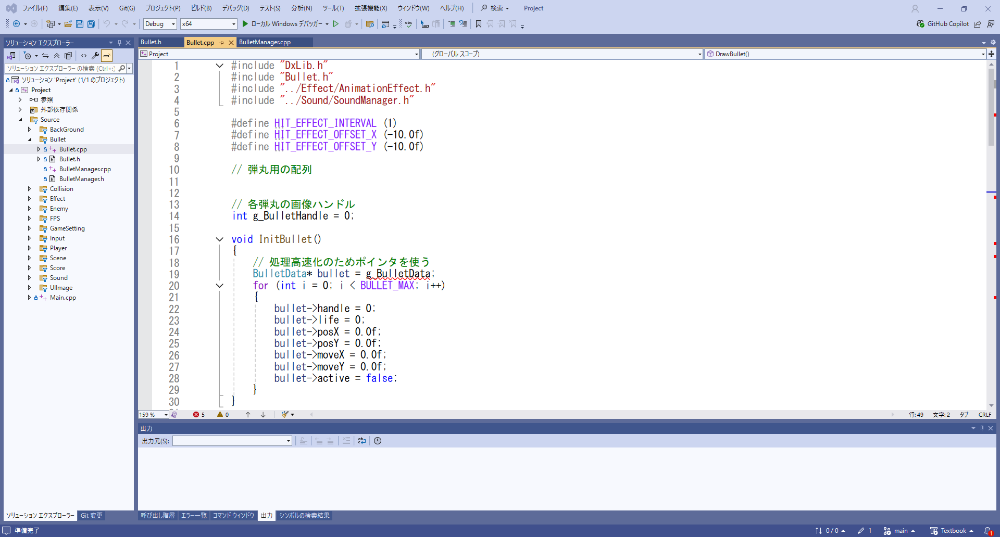 ファイル(F) 編集(E) 表示(V) Git(G) プロジェクト(P) ビルド(B) デバッグ(D) テスト(S) 分析(N) ツール(T) 拡張機能(X) ウィンドウ(W) ヘルプ(H) 検索 Project
Debug x64 ローカル Windows デバッガー GitHub Copilot
ソリューション エクスプローラー
ソリューション エクスプローラー の検索 (Ctrl+;)
ソリューション 'Project' (1/1 のプロジェクト)
Project
参照
外部依存関係
Source
BackGround
Bullet
Bullet.cpp
Bullet.h
BulletManager.cpp
BulletManager.h
Collision
Effect
Enemy
FPS
GameSetting
Input
Player
Scene
Score
Sound
UIImage
Main.cpp
ソリューション エクスプローラー Git 変更
Bullet.h Bullet.cpp BulletManager.cpp
Project (グローバル スコープ) DrawBullet()
1 #include "DxLib.h"
2 #include "Bullet.h"
3 #include "../Effect/AnimationEffect.h"
4 #include "../Sound/SoundManager.h"
5
6 #define HIT_EFFECT_INTERVAL (1)
7 #define HIT_EFFECT_OFFSET_X (-10.0f)
8 #define HIT_EFFECT_OFFSET_Y (-10.0f)
9
10 // 弾丸用の配列
11
12
13 // 各弾丸の画像ハンドル
14 int g_BulletHandle = 0;
15
16 void InitBullet()
17 {
18 // 処理高速化のためポインタを使う
19 BulletData* bullet = g_BulletData;
20 for (int i = 0; i < BULLET_MAX; i++)
21 {
22 bullet->handle = 0;
23 bullet->life = 0;
24 bullet->posX = 0.0f;
25 bullet->posY = 0.0f;
26 bullet->moveX = 0.0f;
27 bullet->moveY = 0.0f;
28 bullet->active = false;
29 }
30 }
159 % 5 0 行: 49 文字: 2 タブ CRLF
出力
出力元(S):
呼び出し階層 エラー一覧 コマンド ウィンドウ 出力 シンボルの検索結果
準備完了 0 / 0 1 main Textbook 1